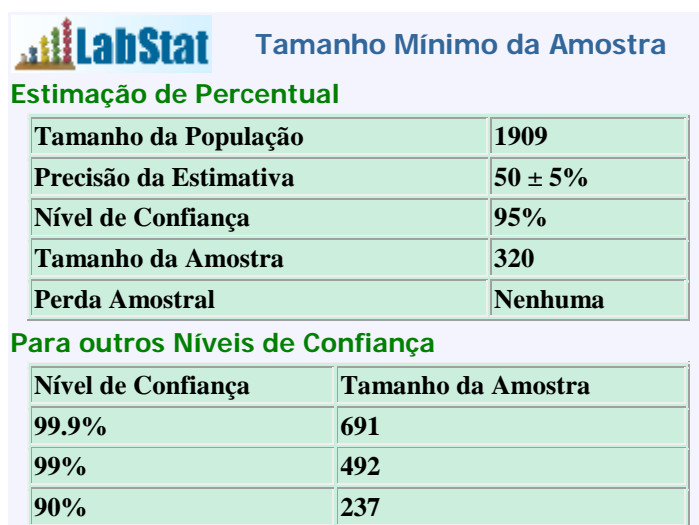 LabStat Tamanho Mínimo da Amostra
Estimação de Percentual
Tamanho da População 1909
Precisão da Estimativa 50 ± 5%
Nível de Confiança 95%
Tamanho da Amostra 320
Perda Amostral Nenhuma
Para outros Níveis de Confiança
Nível de Confiança Tamanho da Amostra
99.9% 691
99% 492
90% 237